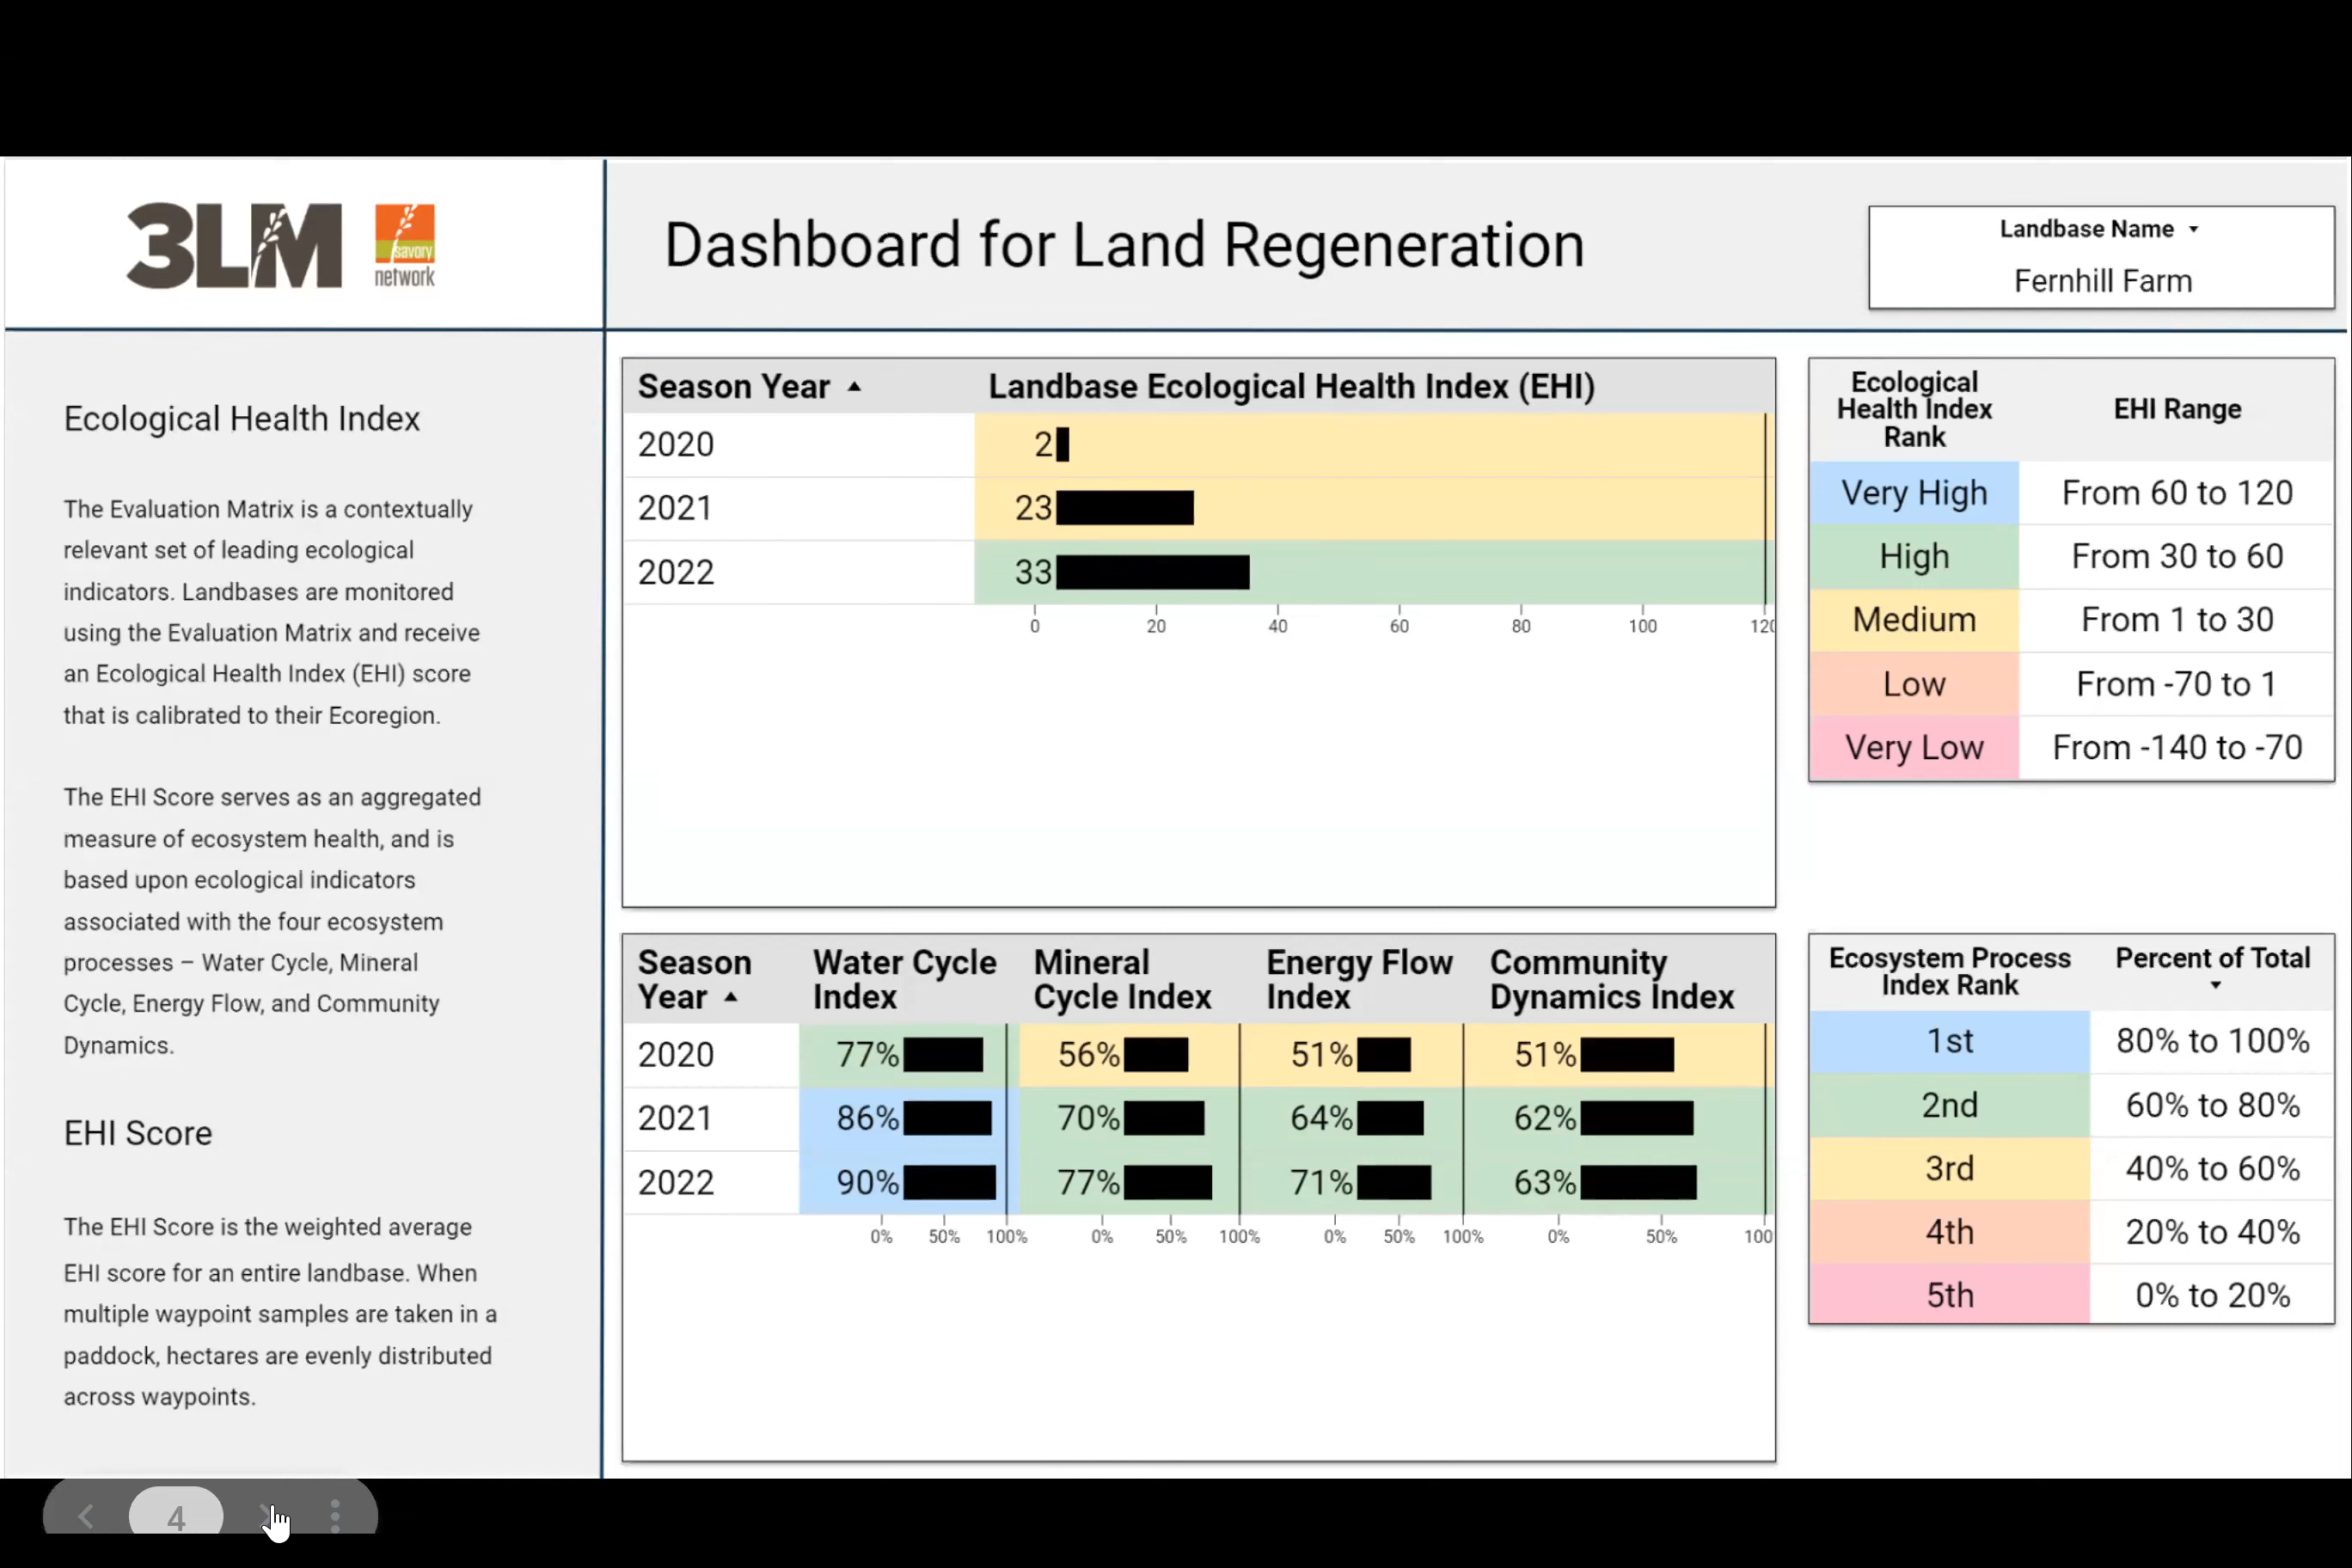 3LM
savory
network
Dashboard for Land Regeneration
Landbase Name
Fernhill Farm
Ecological Health Index
The Evaluation Matrix is a contextually
relevant set of leading ecological
indicators. Landbases are monitored
using the Evaluation Matrix and receive
an Ecological Health Index (EHI) score
that is calibrated to their Ecoregion.
The EHI Score serves as an aggregated
measure of ecosystem health, and is
based upon ecological indicators
associated with the four ecosystem
processes – Water Cycle, Mineral
Cycle, Energy Flow, and Community
Dynamics.
EHI Score
The EHI Score is the weighted average
EHI score for an entire landbase. When
multiple waypoint samples are taken in a
paddock, hectares are evenly distributed
across waypoints.
Season Year Landbase Ecological Health Index (EHI)
2020 2
2021 23
2022 33
0 20 40 60 80 100 120
Ecological
Health Index
Rank
EHI Range
Very High From 60 to 120
High From 30 to 60
Medium From 1 to 30
Low From -70 to 1
Very Low From -140 to -70
Season
Year
Water Cycle
Index
Mineral
Cycle Index
Energy Flow
Index
Community
Dynamics Index
2020 77% 56% 51% 51%
2021 86% 70% 64% 62%
2022 90% 77% 71% 63%
0% 50% 100% 0% 50% 100% 0% 50% 100% 0% 50% 100
Ecosystem Process
Index Rank
Percent of Total
1st 80% to 100%
2nd 60% to 80%
3rd 40% to 60%
4th 20% to 40%
5th 0% to 20%
4